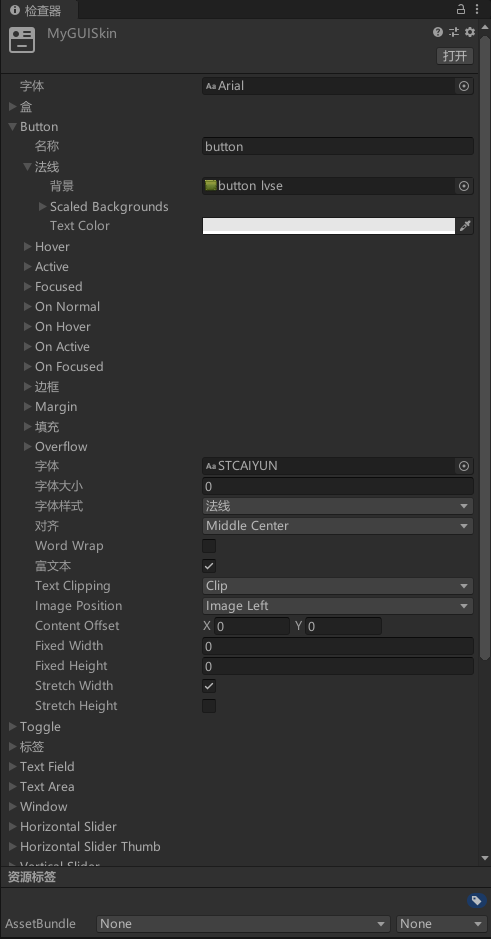 检查器
MyGUISkin
打开
字体 Aa Arial
盒
Button
名称 button
法线
背景 button lvse
Scaled Backgrounds
Text Color
Hover
Active
Focused
On Normal
On Hover
On Active
On Focused
边框
Margin
填充
Overflow
字体 Aa STCAIYUN
字体大小 0
字体样式 法线
对齐 Middle Center
Word Wrap
富文本
Text Clipping Clip
Image Position Image Left
Content Offset X 0 Y 0
Fixed Width 0
Fixed Height 0
Stretch Width
Stretch Height
Toggle
标签
Text Field
Text Area
Window
Horizontal Slider
Horizontal Slider Thumb
Vertical Slider
资源标签
AssetBundle None None